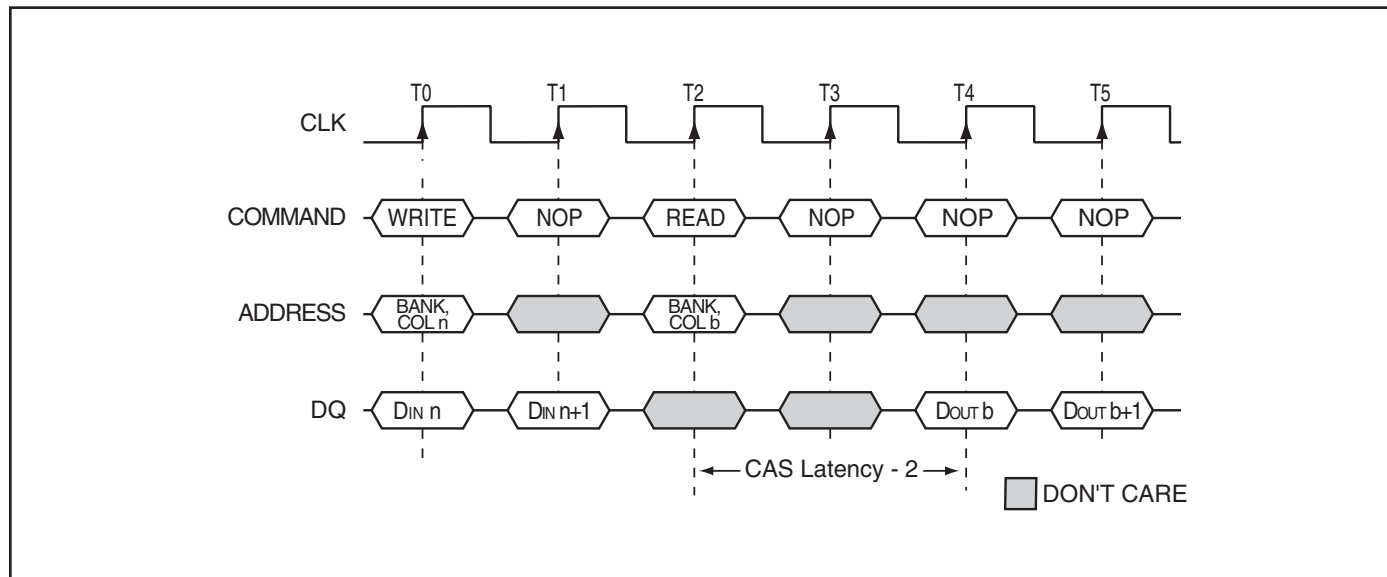 T0 T1 T2 T3 T4 T5
CLK
COMMAND WRITE NOP READ NOP NOP NOP
ADDRESS BANK, COL n BANK, COL b
DQ DIN n DIN n+1 DOUT b DOUT b+1
CAS Latency - 2
DON'T CARE